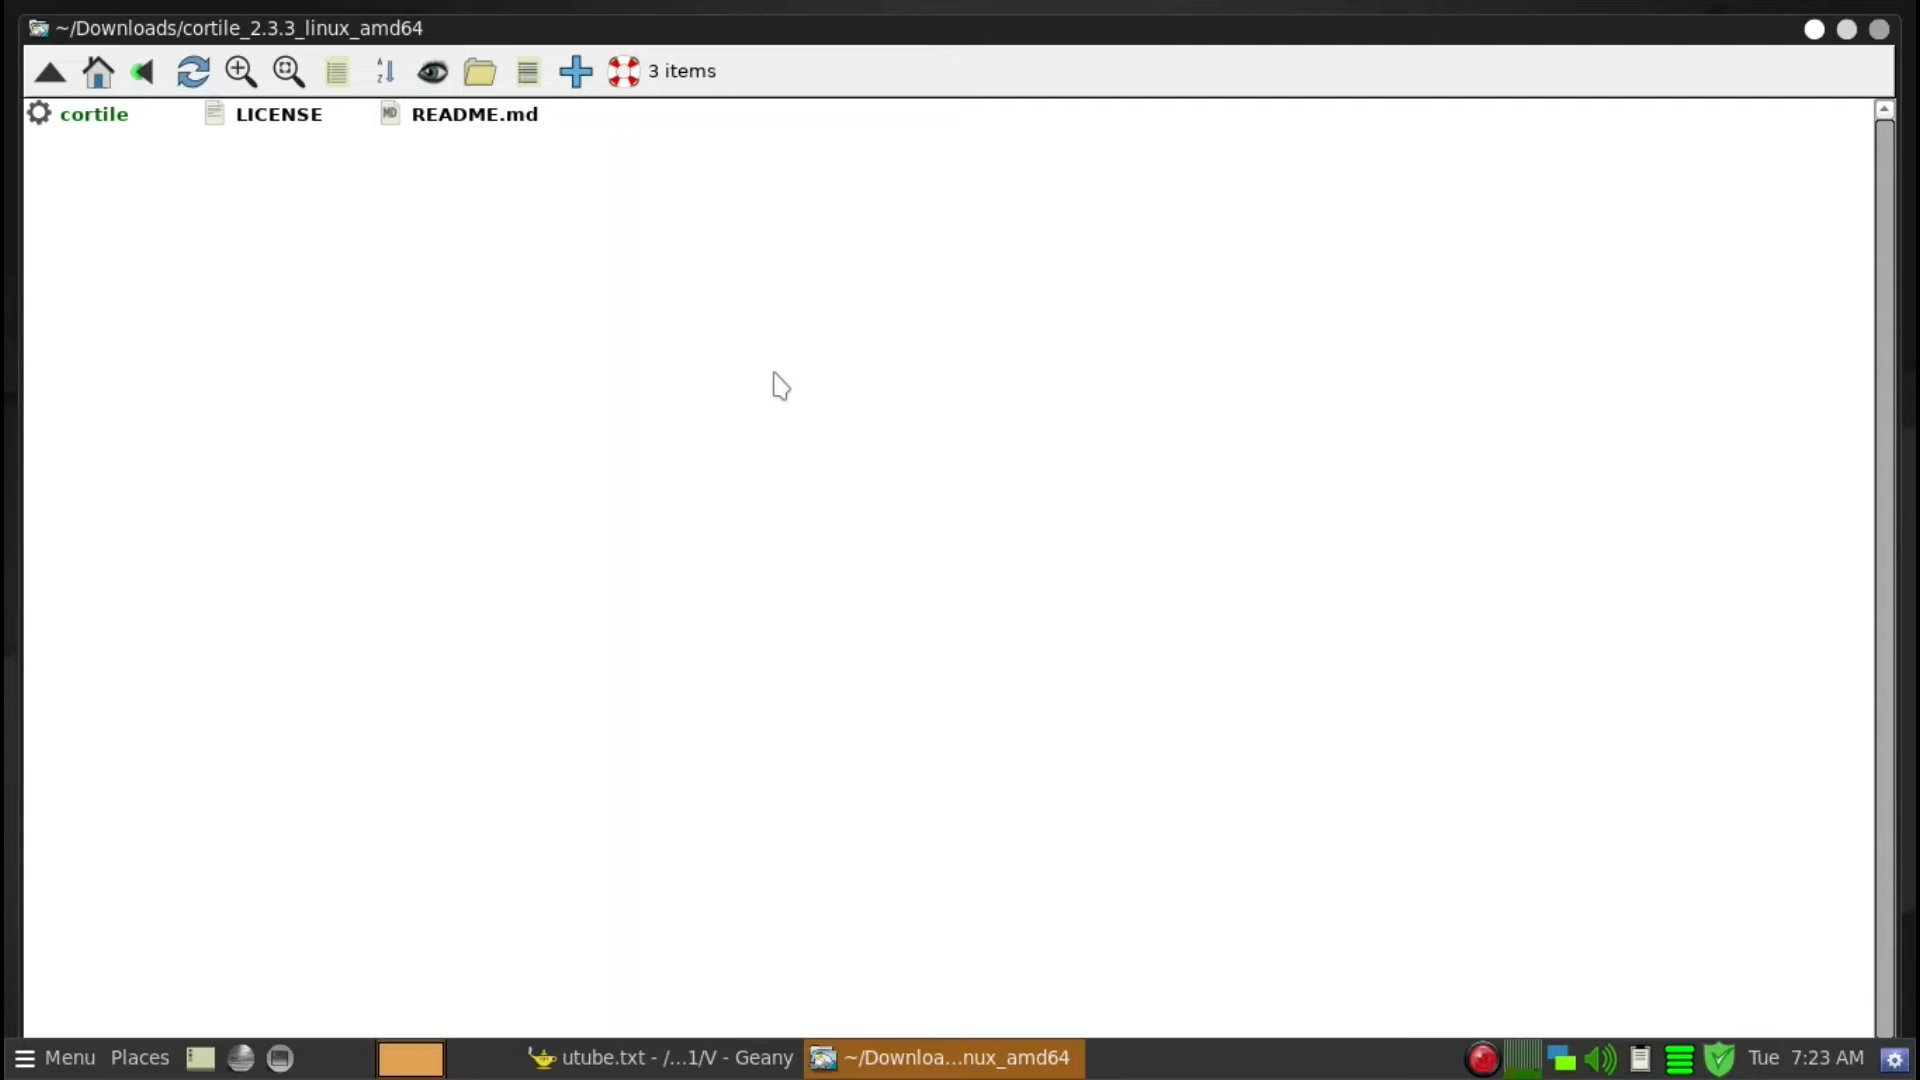 ~/Downloads/cortile_2.3.3_linux_amd64
3 items
cortile LICENSE README.md
Menu Places utube.txt - /...1/V - Geany ~/Downloa...nux_amd64 Tue 7:23 AM